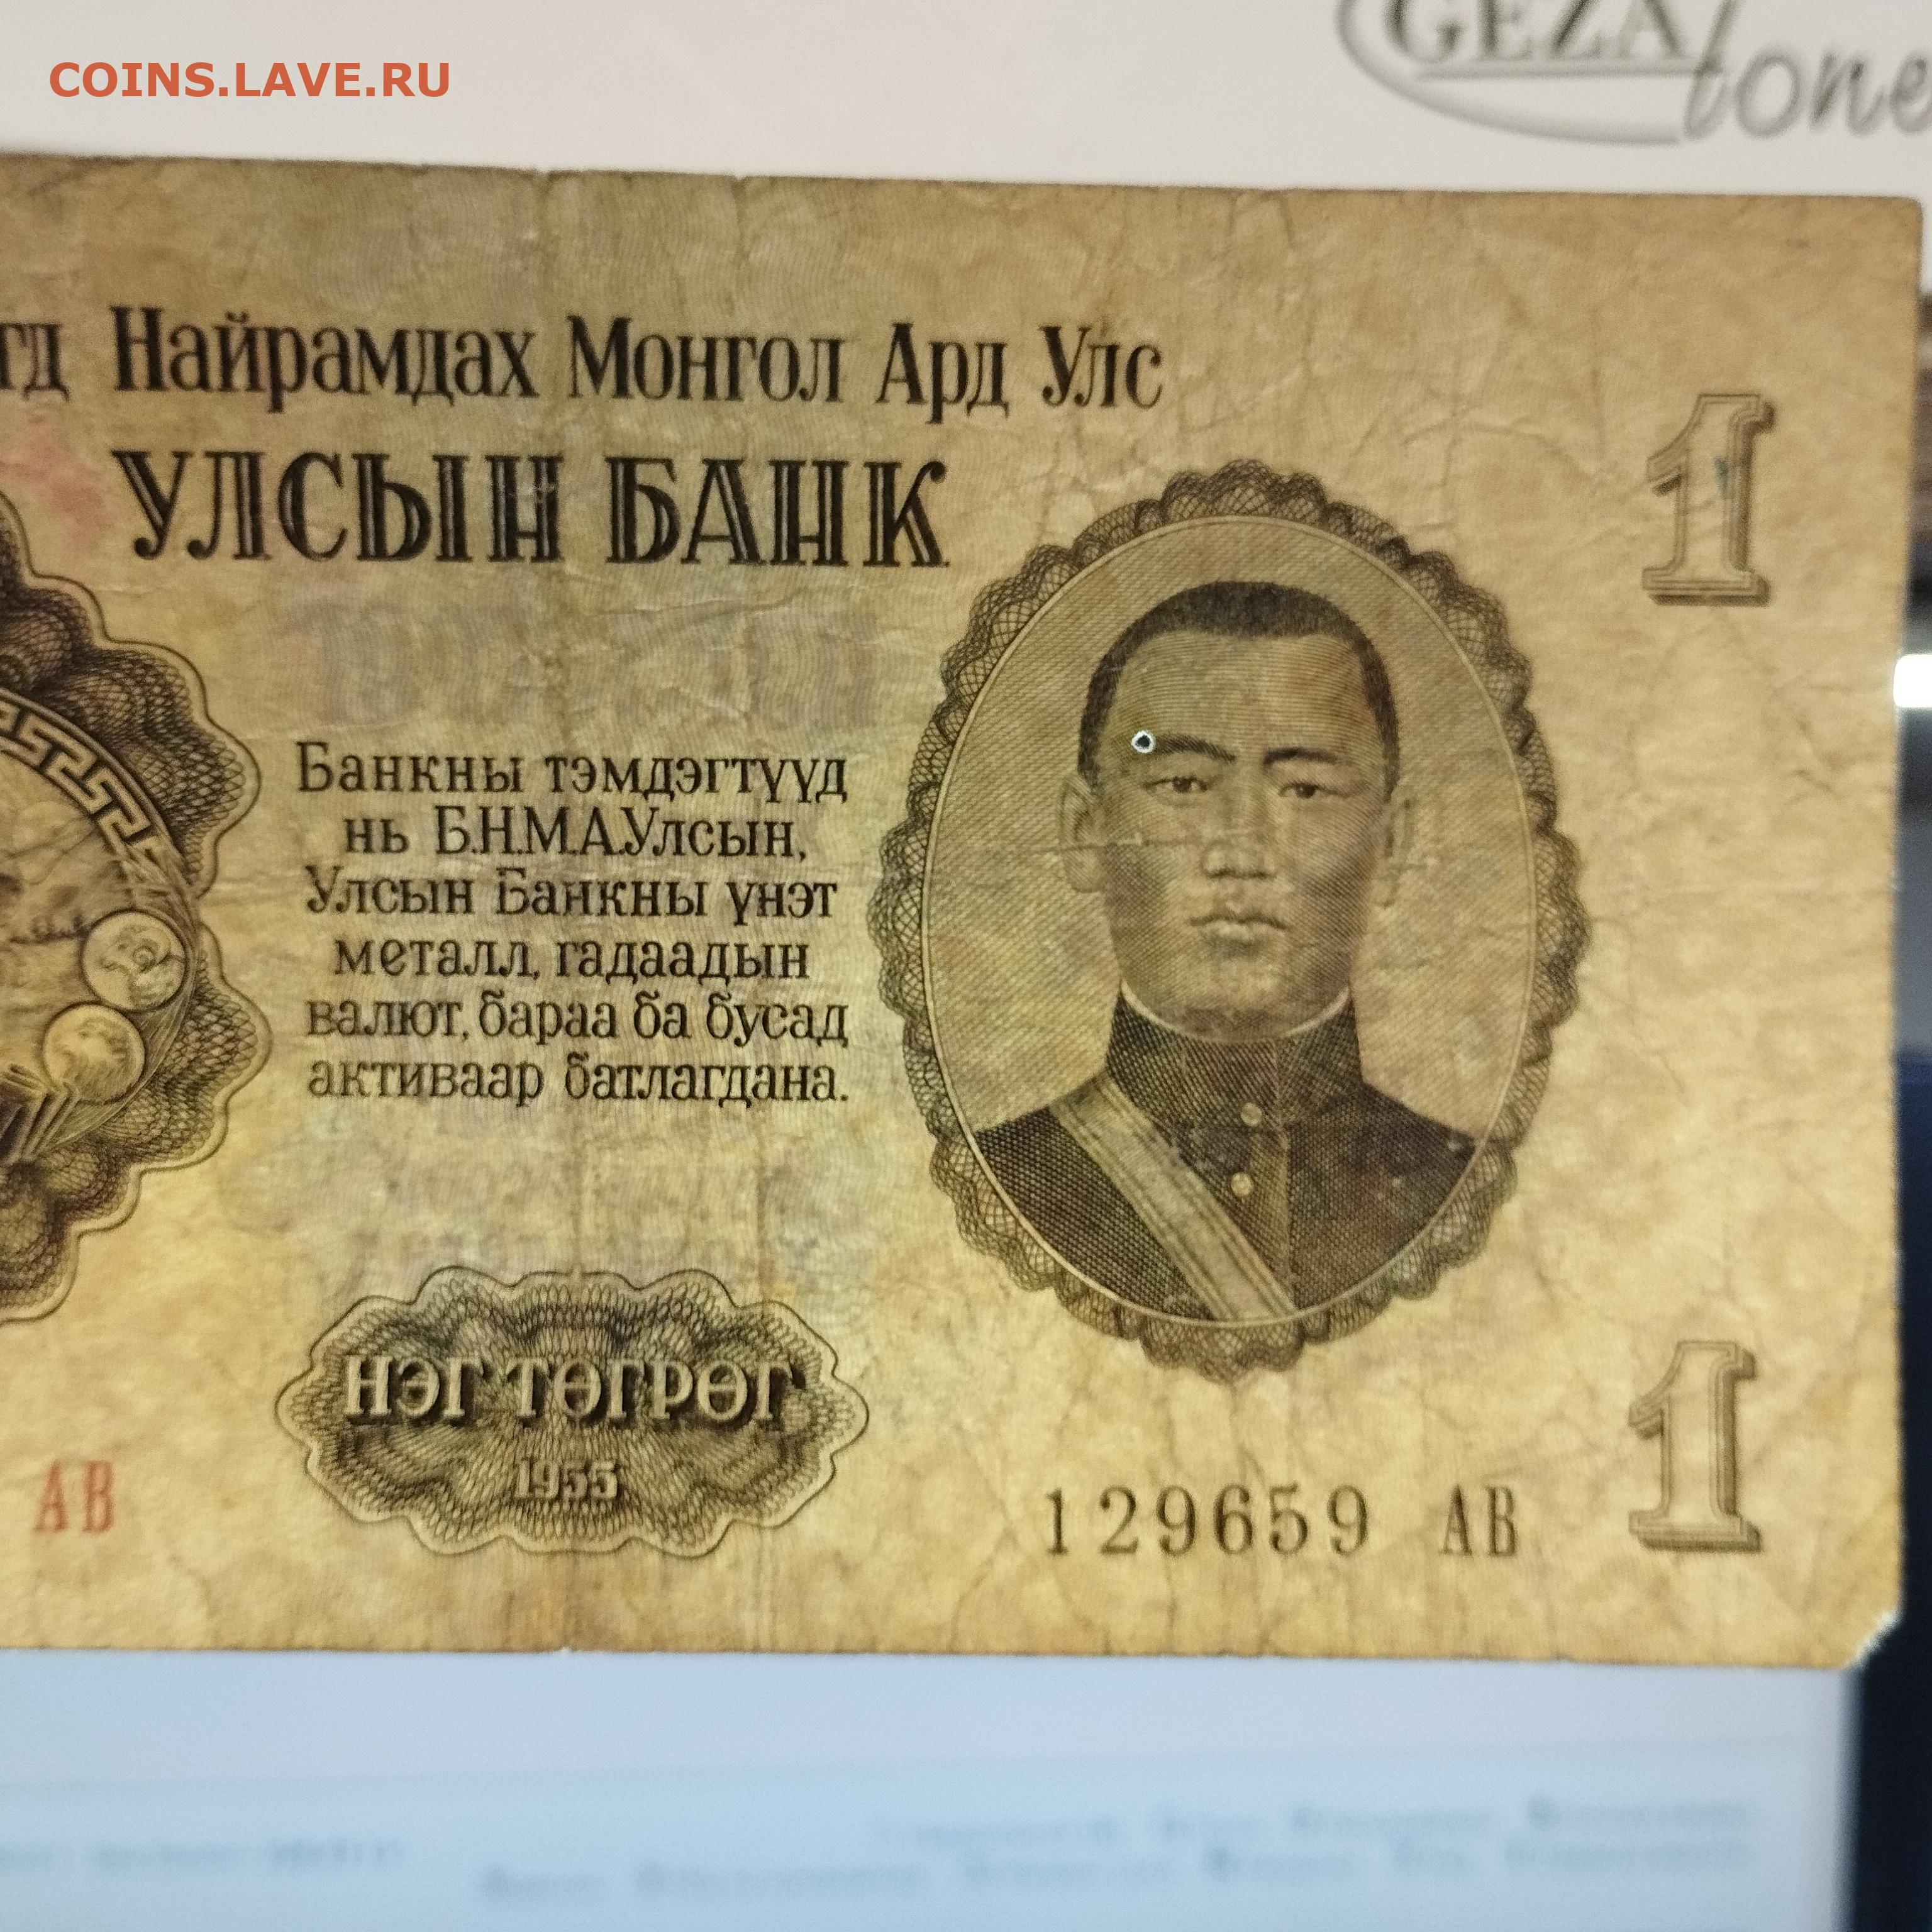 COINS.LAVE.RU
GEZA
tone
гд Найрамдах Монгол Ард Улс
УЛСЫН БАНК
1
Банкны тэмдэгтүүд
нь Б.Н.М.А.Улсын,
Улсын Банкны үнэт
металл, гадаадын
валют, бараа ба бусад
активаар батлагдана.
НЭГ ТӨГРӨГ
1955
АВ
129659 АВ
1